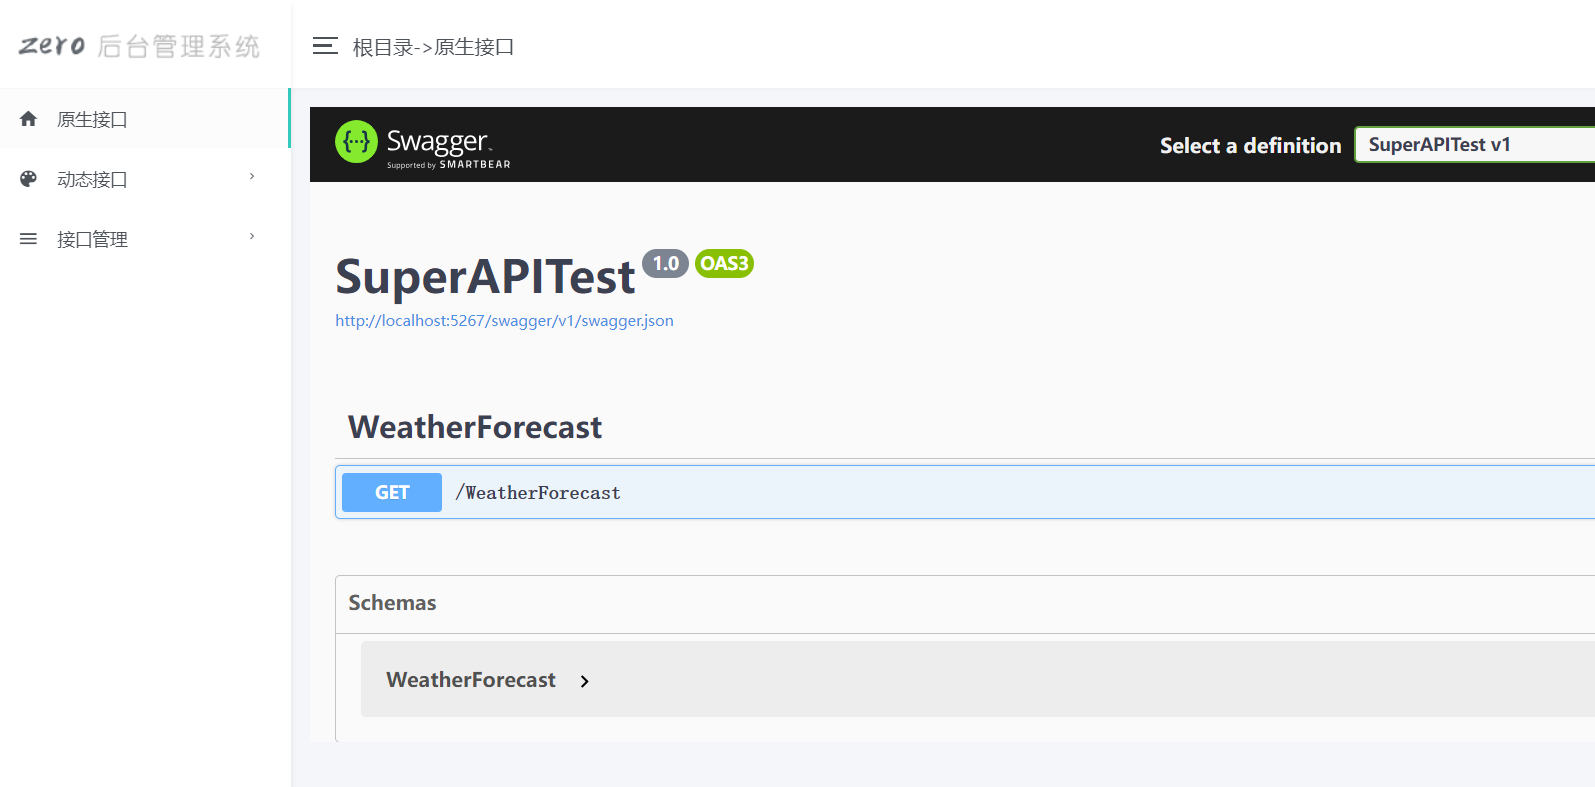 zero 后台管理系统
根目录->原生接口
原生接口
动态接口
接口管理
Swagger
Supported by SMARTBEAR
Select a definition
SuperAPITest v1
SuperAPITest 1.0 OAS3
http://localhost:5267/swagger/v1/swagger.json
WeatherForecast
GET /WeatherForecast
Schemas
WeatherForecast